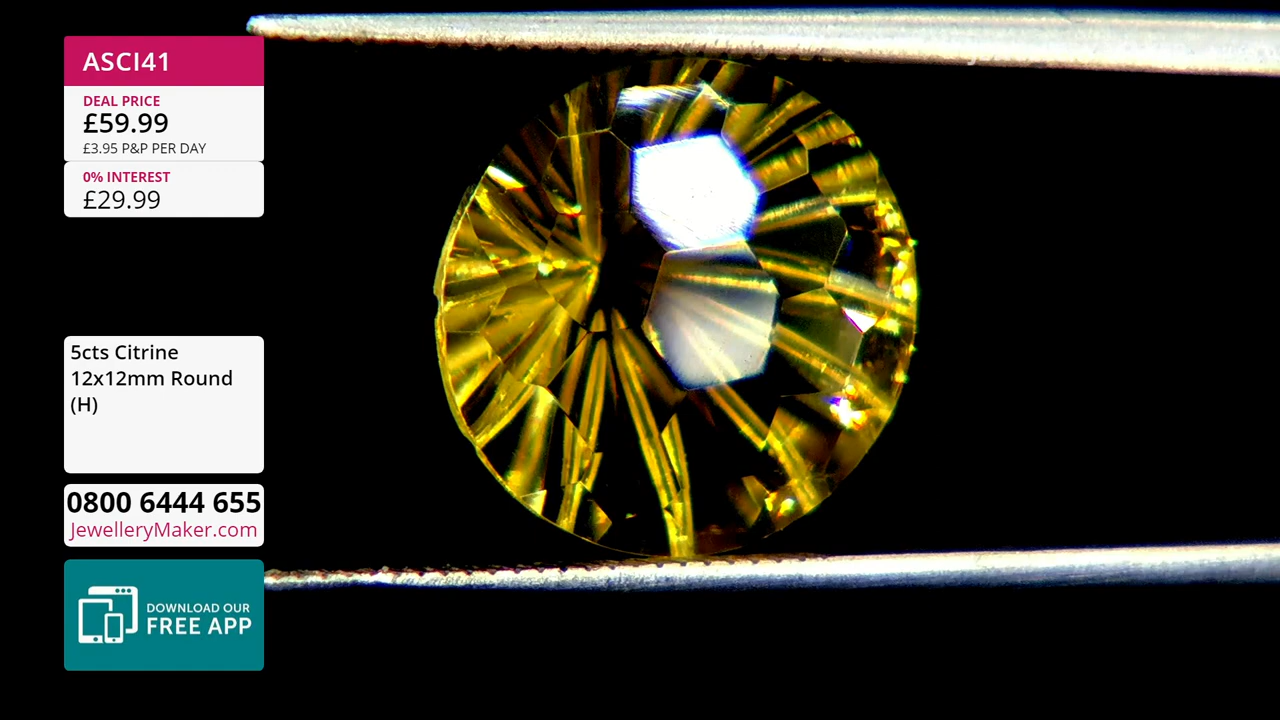 ASCI41
DEAL PRICE
£59.99
£3.95 P&P PER DAY
0% INTEREST
£29.99
5cts Citrine
12x12mm Round
(H)
0800 6444 655
JewelleryMaker.com
DOWNLOAD OUR
FREE APP